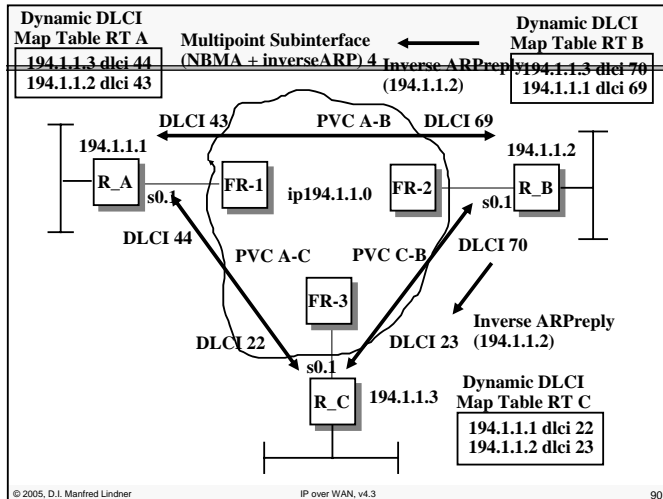 Dynamic DLCI
Map Table RT A
194.1.1.3 dlci 44
194.1.1.2 dlci 43
Multipoint Subinterface
(NBMA + inverseARP) 4
Dynamic DLCI
Map Table RT B
194.1.1.3 dlci 70
194.1.1.1 dlci 69
Inverse ARPreply
(194.1.1.2)
DLCI 43
PVC A-B
DLCI 69
194.1.1.1
194.1.1.2
R_A
s0.1
FR-1
ip194.1.1.0
FR-2
s0.1
R_B
DLCI 44
PVC A-C
PVC C-B
DLCI 70
FR-3
Inverse ARPreply
(194.1.1.2)
DLCI 22
DLCI 23
s0.1
R_C
194.1.1.3
Dynamic DLCI
Map Table RT C
194.1.1.1 dlci 22
194.1.1.2 dlci 23
© 2005, D.I. Manfred Lindner
IP over WAN, v4.3
90